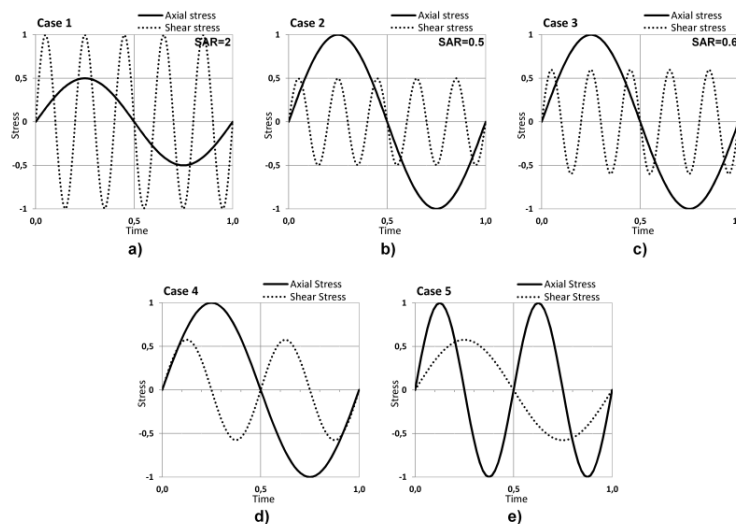 Case 1
Axial stress
Shear stress
SAR=2
1
0,5
0
-0,5
-1
Stress
0,0
0,5
1,0
Time
a)
Case 2
Axial stress
Shear stress
SAR=0.5
1
0,5
0
-0,5
-1
Stress
0,0
0,5
1,0
Time
b)
Case 3
Axial stress
Shear stress
SAR=0.6
1
0,5
0
-0,5
-1
Stress
0,0
0,5
1,0
Time
c)
Case 4
Axial Stress
Shear Stress
1
0,5
0
-0,5
-1
Stress
0,0
0,5
1,0
Time
d)
Case 5
Axial Stress
Shear Stress
1
0,5
0
-0,5
-1
Stress
0,0
0,5
1,0
Time
e)